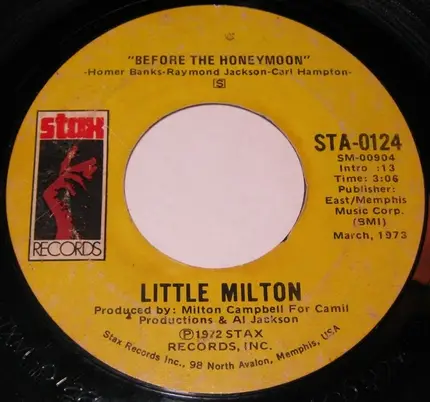 "BEFORE THE HONEYMOON"
-Homer Banks-Raymond Jackson-Carl Hampton-
S
stax
RECORDS
STA-0124
SM-00904
Intro :13
Time: 3:06
Publisher:
East/Memphis
Music Corp.
(BMI)
March, 1973
LITTLE MILTON
Produced by: Milton Campbell For Camil
Productions & Al Jackson
Ⓟ1972 STAX
RECORDS, INC.
Stax Records Inc., 98 North Avalon, Memphis, USA